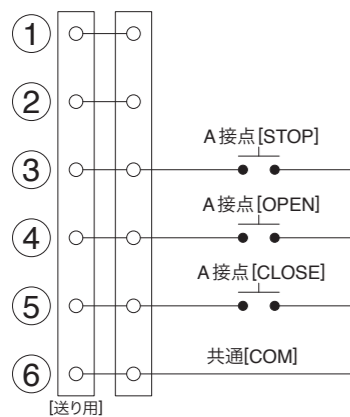 ①
②
③
A接点[STOP]
④
A接点[OPEN]
⑤
A接点[CLOSE]
⑥
共通[COM]
[送り用]